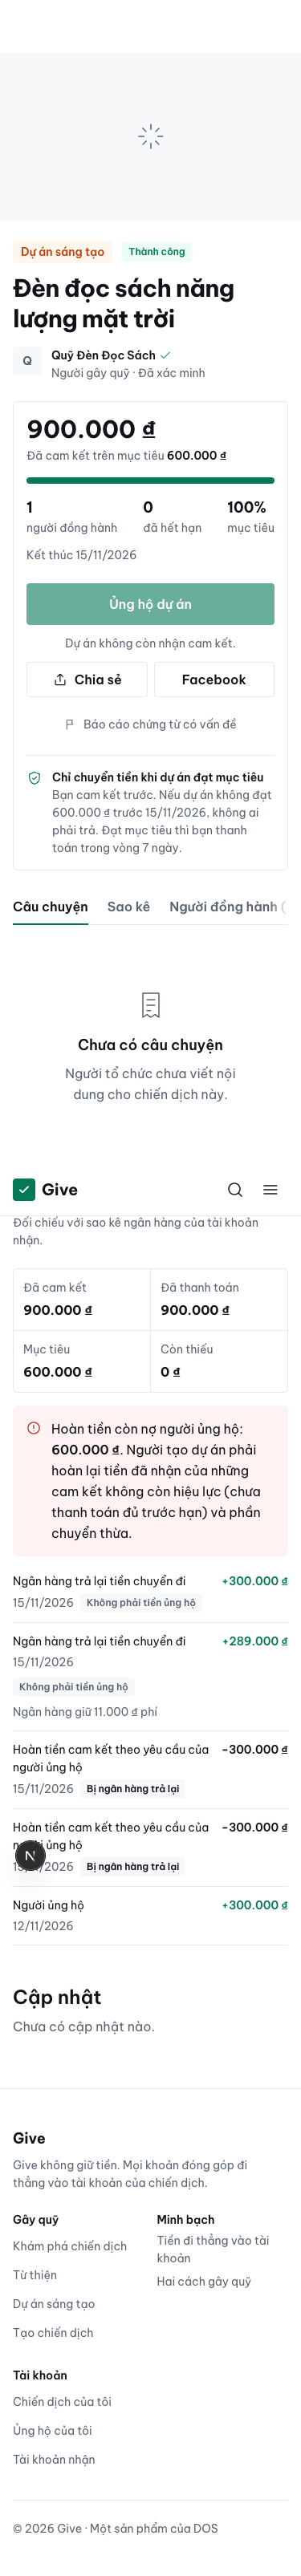 Dự án sáng tạo
Thành công
Đèn đọc sách năng
lượng mặt trời
Q
Quỹ Đèn Đọc Sách
Người gây quỹ · Đã xác minh
900.000 ₫
Đã cam kết trên mục tiêu 600.000 ₫
1
người đồng hành
0
đã hết hạn
100%
mục tiêu
Kết thúc 15/11/2026
Ủng hộ dự án
Dự án không còn nhận cam kết.
Chia sẻ
Facebook
Báo cáo chứng từ có vấn đề
Chỉ chuyển tiền khi dự án đạt mục tiêu
Bạn cam kết trước. Nếu dự án không đạt
600.000 ₫ trước 15/11/2026, không ai
phải trả. Đạt mục tiêu thì bạn thanh
toán trong vòng 7 ngày.
Câu chuyện
Sao kê
Người đồng hành (
Chưa có câu chuyện
Người tổ chức chưa viết nội
dung cho chiến dịch này.
Give
Đối chiếu với sao kê ngân hàng của tài khoản
nhận.
Đã cam kết
900.000 ₫
Đã thanh toán
900.000 ₫
Mục tiêu
600.000 ₫
Còn thiếu
0 ₫
Hoàn tiền còn nợ người ủng hộ:
600.000 ₫. Người tạo dự án phải
hoàn lại tiền đã nhận của những
cam kết không còn hiệu lực (chưa
thanh toán đủ trước hạn) và phần
chuyển thừa.
Ngân hàng trả lại tiền chuyển đi
+300.000 ₫
15/11/2026
Không phải tiền ủng hộ
Ngân hàng trả lại tiền chuyển đi
+289.000 ₫
15/11/2026
Không phải tiền ủng hộ
Ngân hàng giữ 11.000 ₫ phí
Hoàn tiền cam kết theo yêu cầu của
người ủng hộ
−300.000 ₫
15/11/2026
Bị ngân hàng trả lại
Hoàn tiền cam kết theo yêu cầu của
ủng hộ
−300.000 ₫
N
Bị ngân hàng trả lại
Người ủng hộ
+300.000 ₫
12/11/2026
Cập nhật
Chưa có cập nhật nào.
Give
Give không giữ tiền. Mọi khoản đóng góp đi
thẳng vào tài khoản của chiến dịch.
Gây quỹ
Khám phá chiến dịch
Từ thiện
Dự án sáng tạo
Tạo chiến dịch
Minh bạch
Tiền đi thẳng vào tài
khoản
Hai cách gây quỹ
Tài khoản
Chiến dịch của tôi
Ủng hộ của tôi
Tài khoản nhận
© 2026 Give · Một sản phẩm của DOS